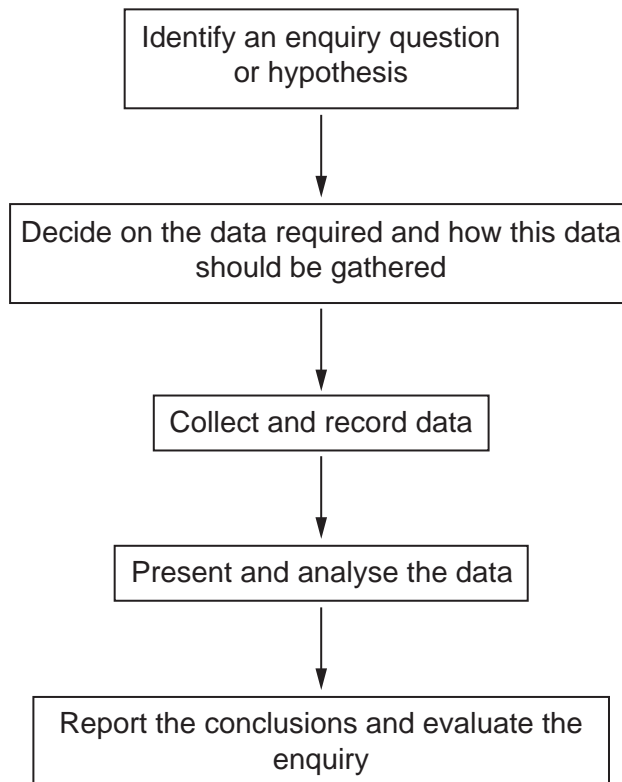 Identify an enquiry question
or hypothesis
Decide on the data required and how this data
should be gathered
Collect and record data
Present and analyse the data
Report the conclusions and evaluate the
enquiry